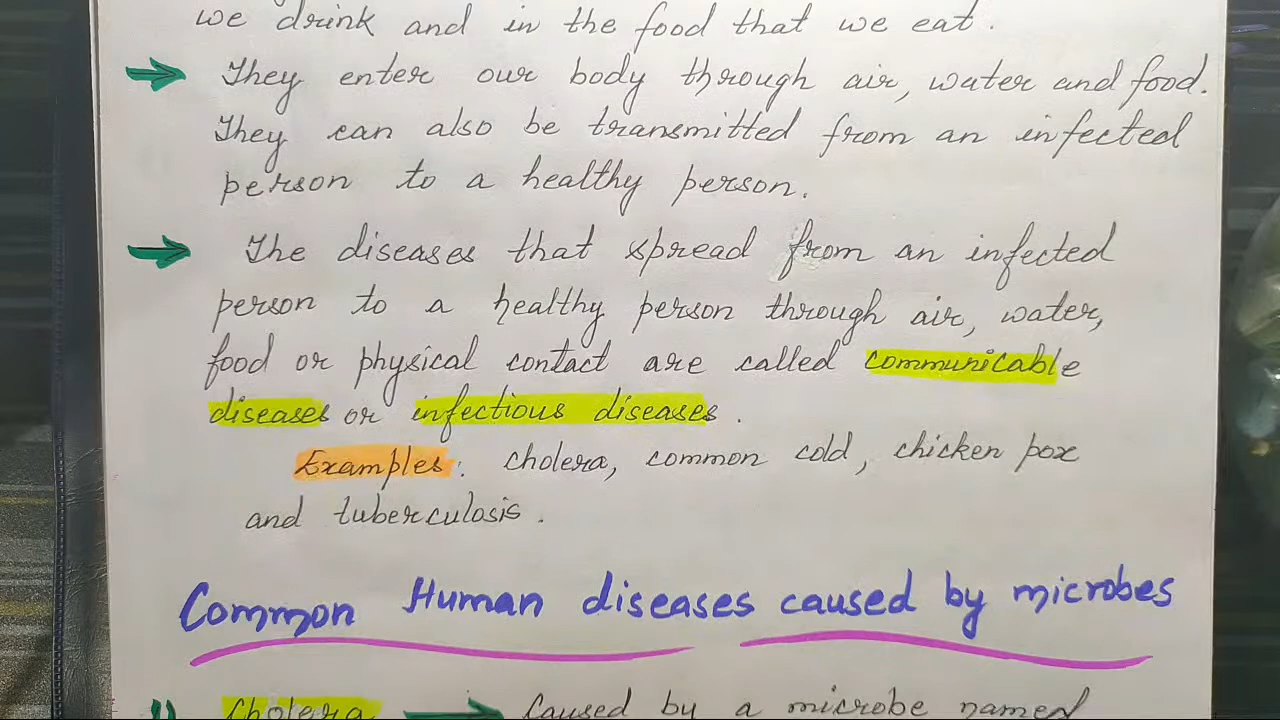 we drink and in the food that we eat.
They enter our body through air, water and food.
They can also be transmitted from an infected
person to a healthy person.
The diseases that spread from an infected
person to a healthy person through air, water,
food or physical contact are called communicable
diseases or infectious diseases.
Examples: cholera, common cold, chicken pox
and tuberculosis.
Common Human diseases caused by microbes
1) Cholera → Caused by a microbe named